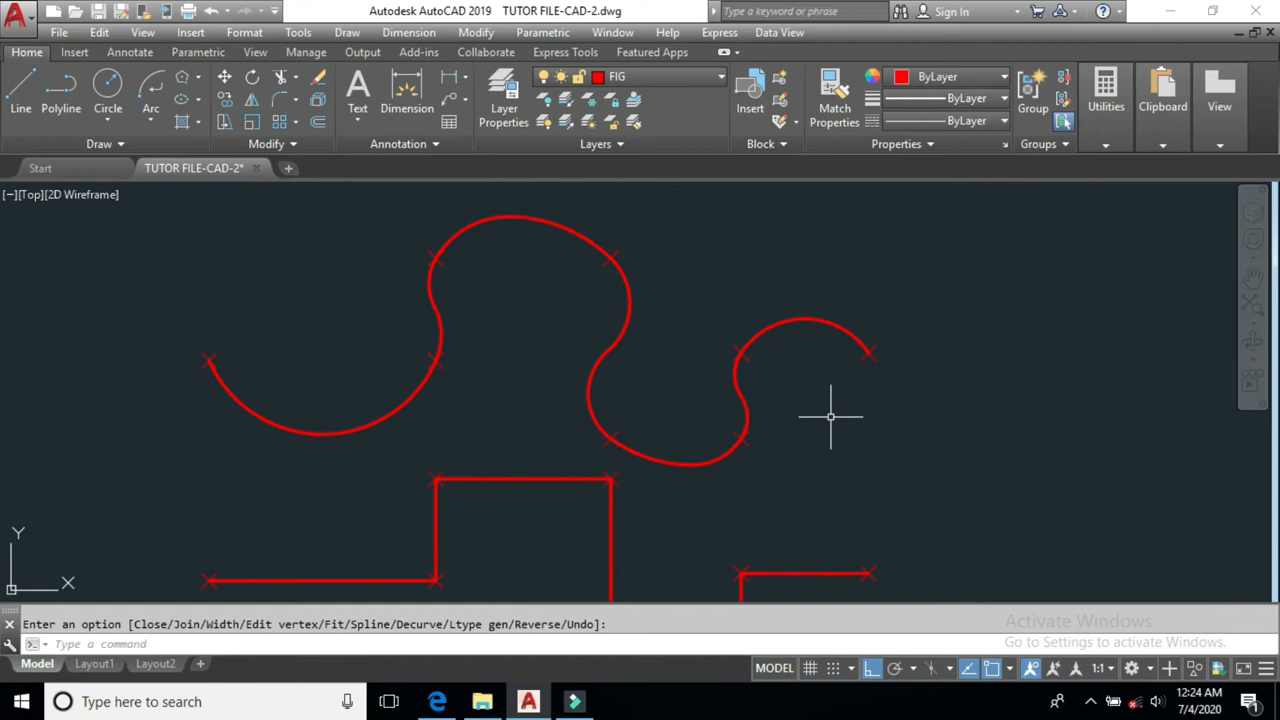 Autodesk AutoCAD 2019 TUTOR FILE-CAD-2.dwg
Type a keyword or phrase
Sign In
File Edit View Insert Format Tools Draw Dimension Modify Parametric Window Help Express Data View
Home Insert Annotate Parametric View Manage Output Add-ins Collaborate Express Tools Featured Apps
FIG
ByLayer
ByLayer
ByLayer
Line Polyline Circle Arc
Text Dimension
Layer Properties
Insert
Match Properties
Group
Utilities
Clipboard
View
Draw Modify Annotation Layers Block Properties Groups
Start TUTOR FILE-CAD-2*
[−][Top][2D Wireframe]
Y
X
Enter an option [Close/Join/Width/Edit vertex/Fit/Spline/Decurve/Ltype gen/Reverse/Undo]:
Type a command
Activate Windows
Go to Settings to activate Windows.
Model Layout1 Layout2
MODEL
1:1
Type here to search
12:24 AM
7/4/2020
1